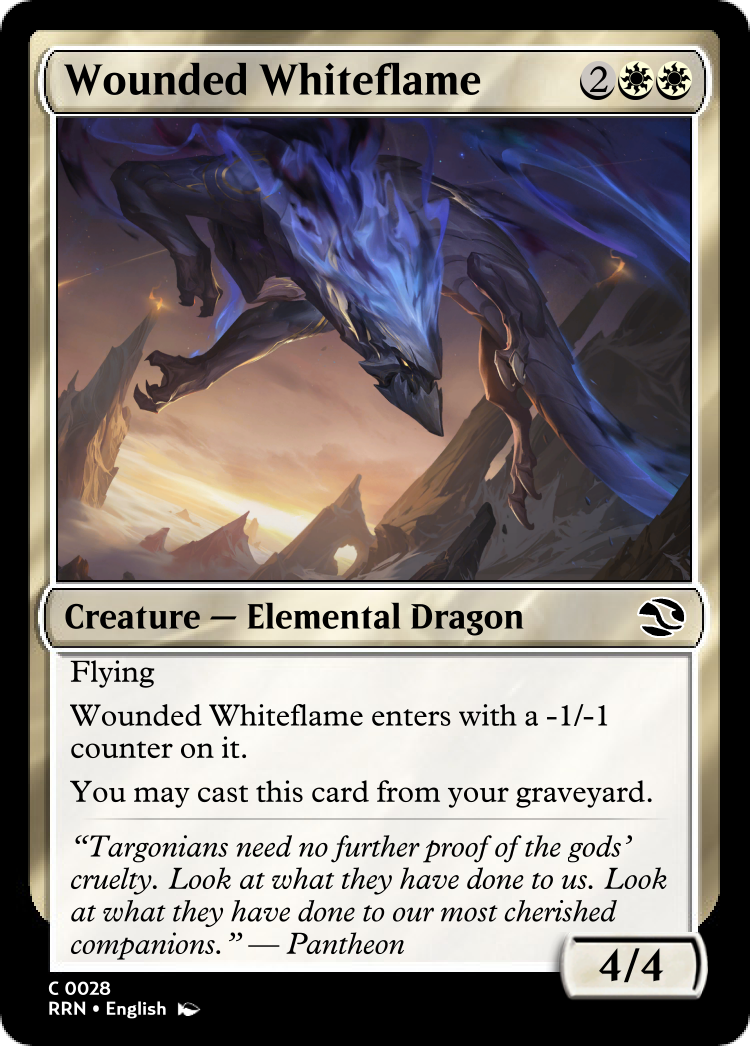 Wounded Whiteflame 2
Creature — Elemental Dragon
Flying
Wounded Whiteflame enters with a -1/-1
counter on it.
You may cast this card from your graveyard.
“Targonians need no further proof of the gods’
cruelty. Look at what they have done to us. Look
at what they have done to our most cherished
companions.” — Pantheon
4/4
C 0028
RRN • English